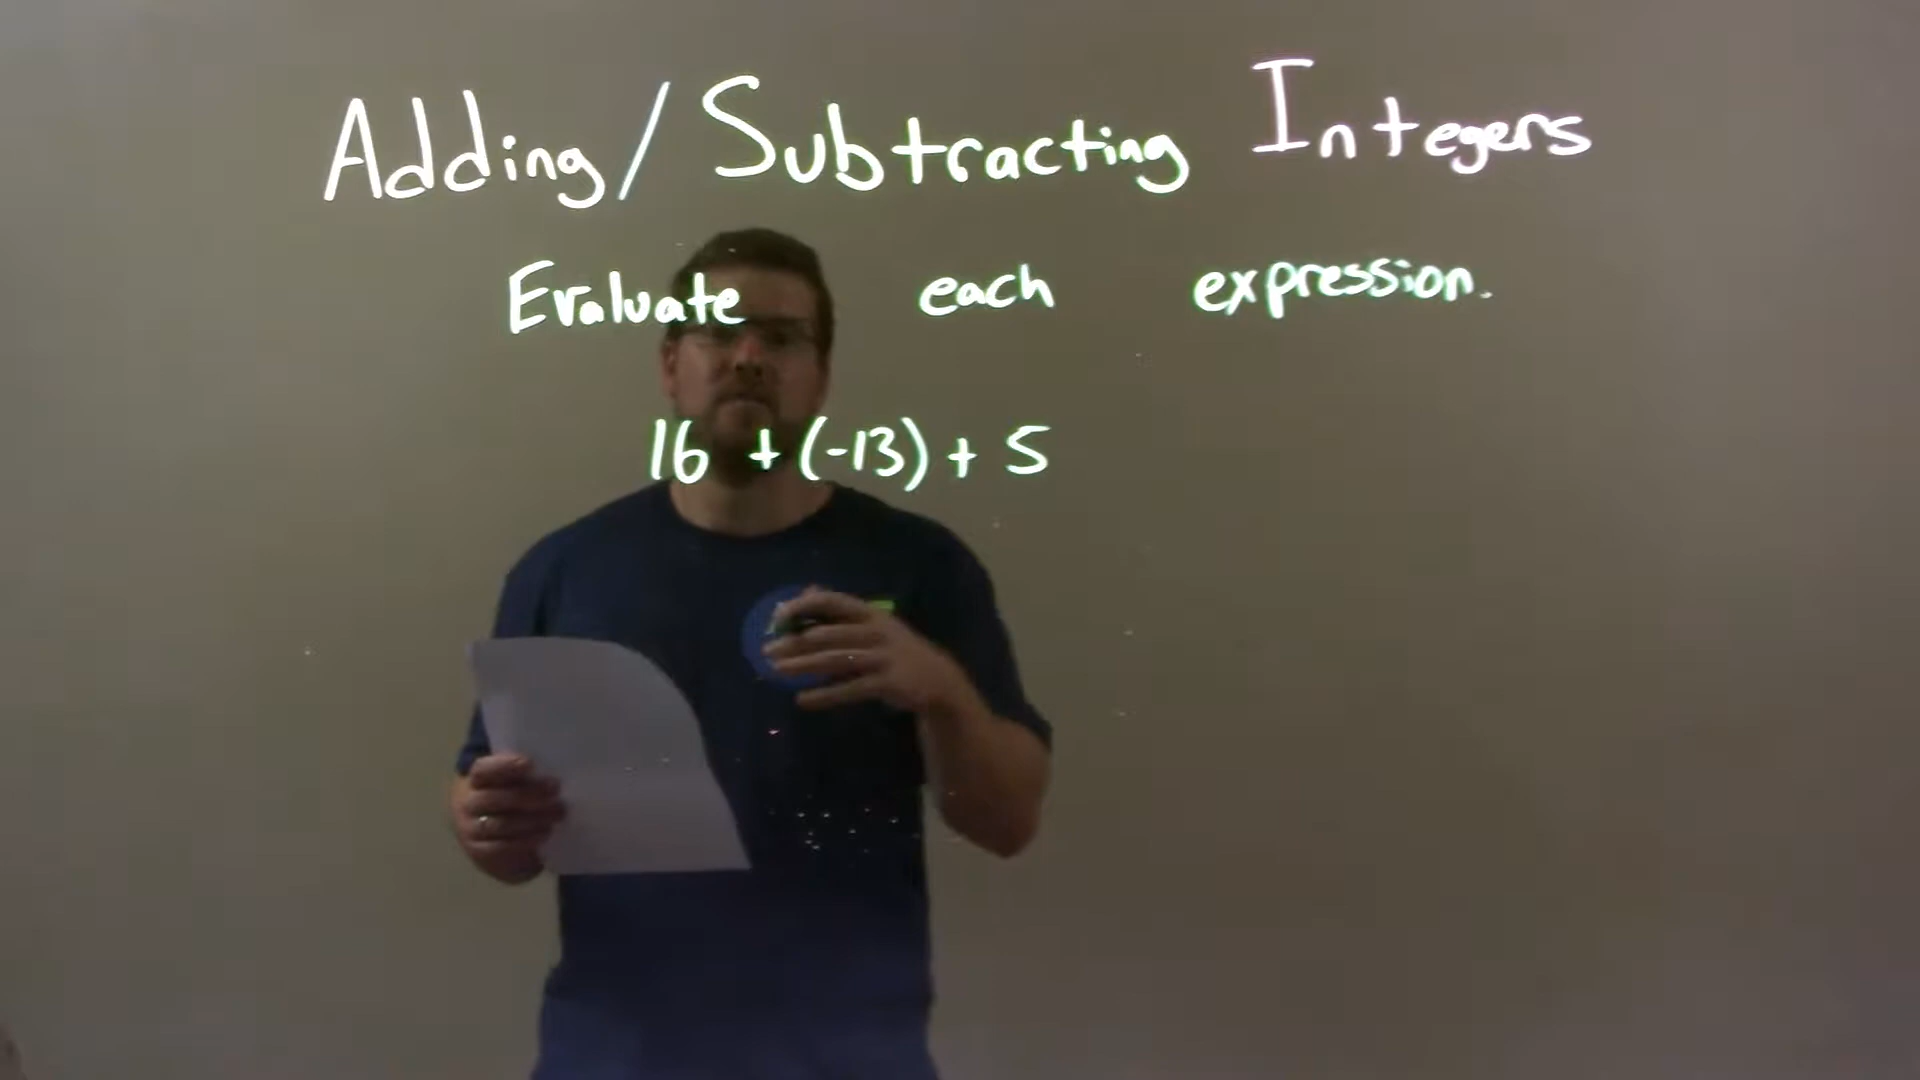 Adding/Subtracting Integers
Evaluate each expression.
16 + (-13) + 5